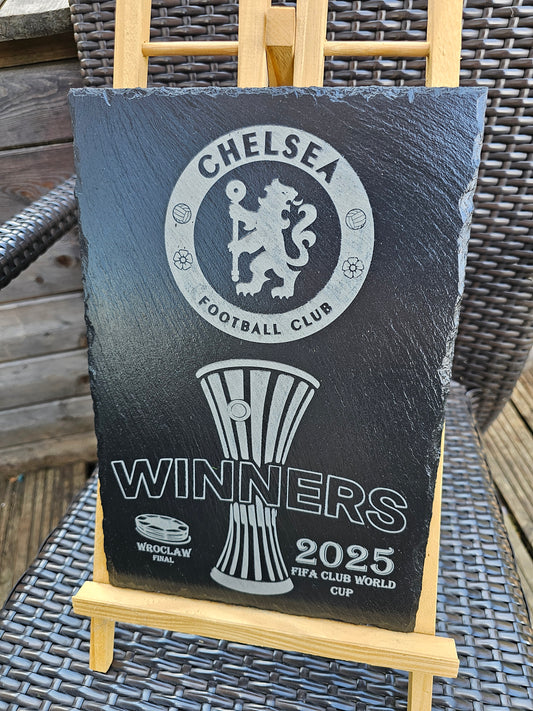 CHELSEA
FOOTBALL CLUB
WINNERS
WROCLAW
FINAL
2025
FIFA CLUB WORLD
CUP